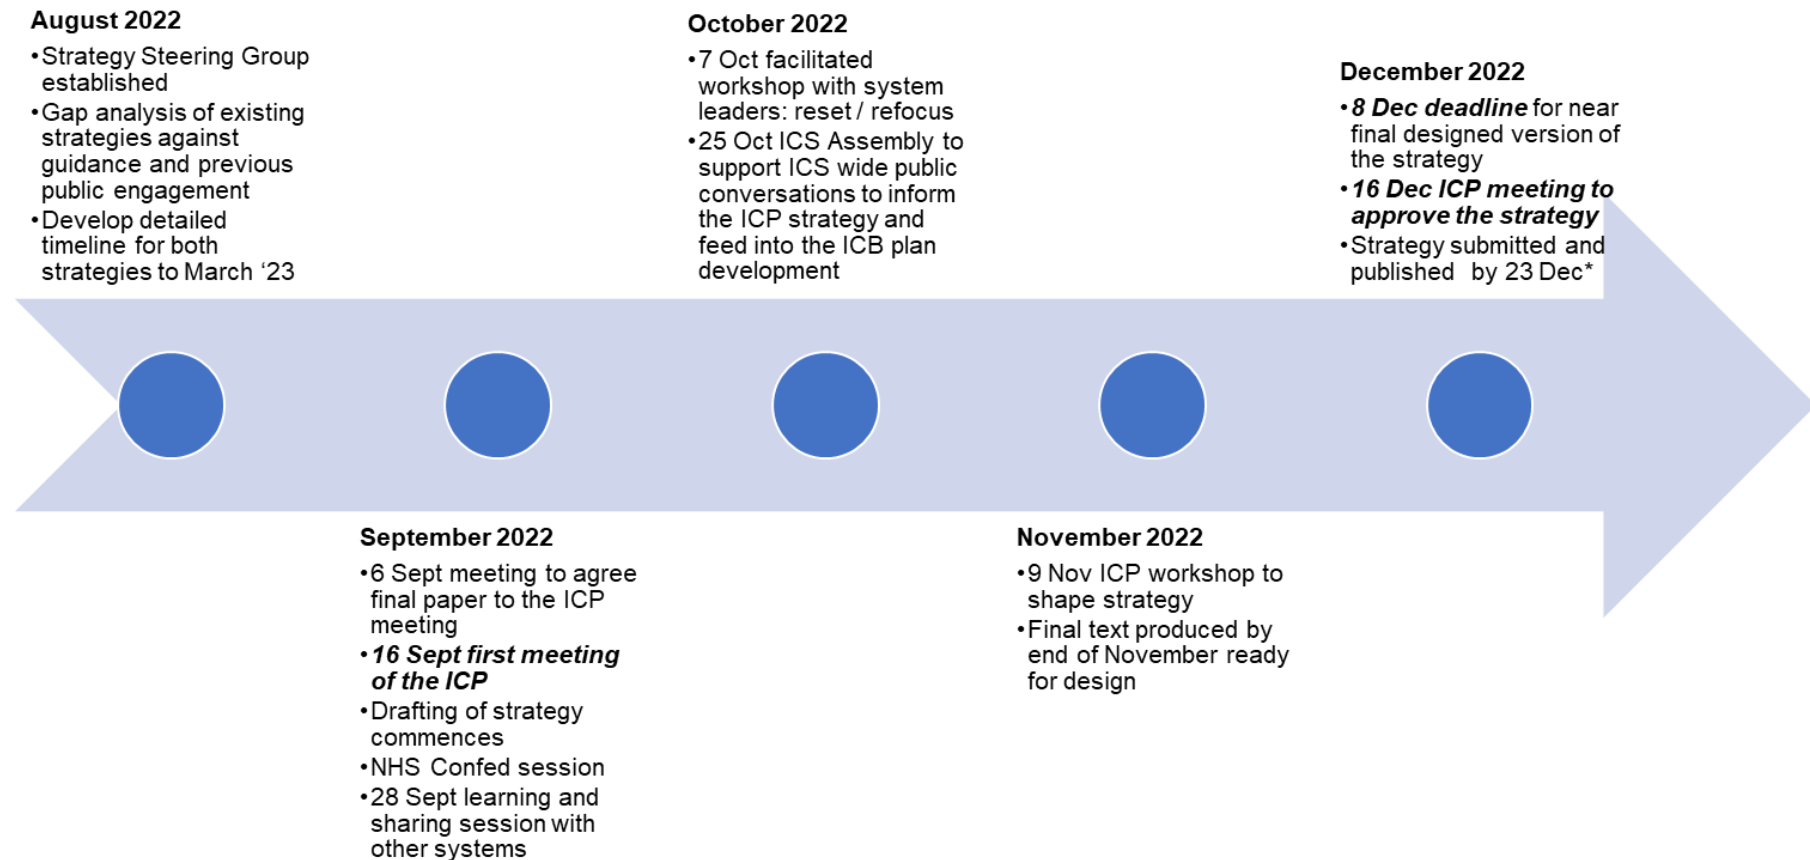 August 2022
•Strategy Steering Group
established
•Gap analysis of existing
strategies against
guidance and previous
public engagement
•Develop detailed
timeline for both
strategies to March ‘23
September 2022
•6 Sept meeting to agree
final paper to the ICP
meeting
•16 Sept first meeting
of the ICP
•Drafting of strategy
commences
•NHS Confed session
•28 Sept learning and
sharing session with
other systems
October 2022
•7 Oct facilitated
workshop with system
leaders: reset / refocus
•25 Oct ICS Assembly to
support ICS wide public
conversations to inform
the ICP strategy and
feed into the ICB plan
development
November 2022
•9 Nov ICP workshop to
shape strategy
•Final text produced by
end of November ready
for design
December 2022
•8 Dec deadline for near
final designed version of
the strategy
•16 Dec ICP meeting to
approve the strategy
•Strategy submitted and
published by 23 Dec*